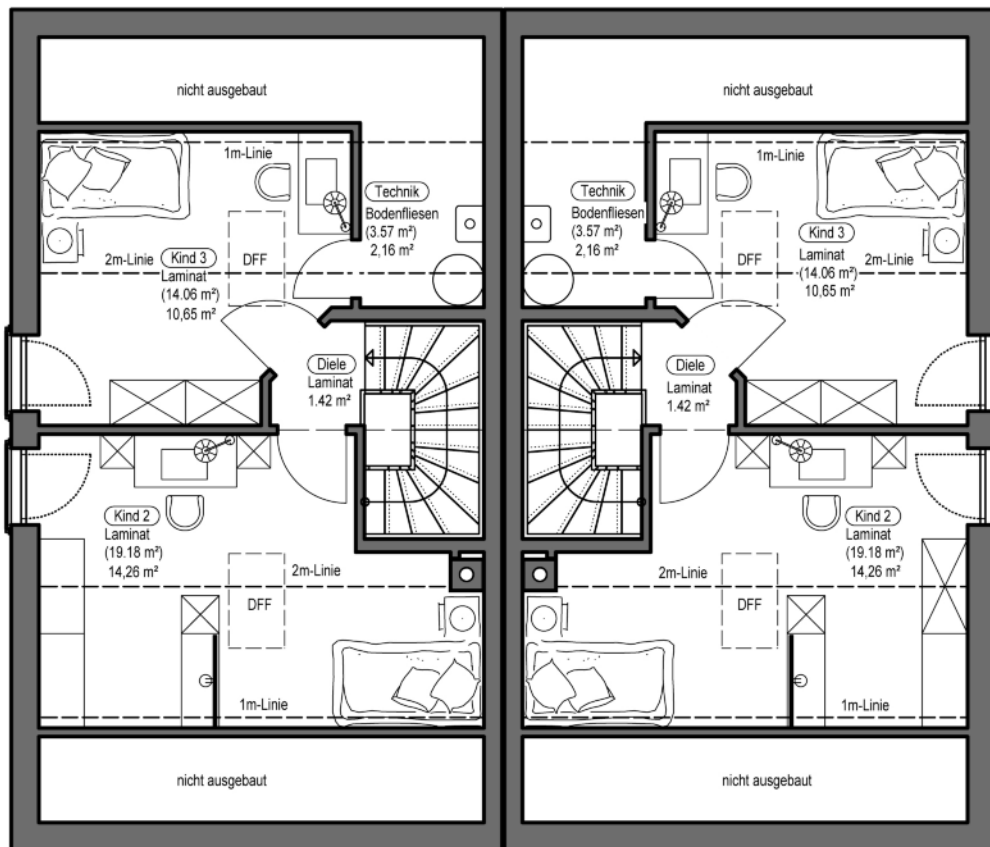 nicht ausgebaut
nicht ausgebaut
1m-Linie
Technik
Bodenfliesen
(3.57 m²)
2,16 m²
Technik
Bodenfliesen
(3.57 m²)
2,16 m²
1m-Linie
2m-Linie
Kind 3
Laminat
(14.06 m²)
10,65 m²
DFF
DFF
Kind 3
Laminat
(14.06 m²)
10,65 m²
2m-Linie
Diele
Laminat
1.42 m²
Diele
Laminat
1.42 m²
Kind 2
Laminat
(19.18 m²)
14,26 m²
Kind 2
Laminat
(19.18 m²)
14,26 m²
2m-Linie
DFF
2m-Linie
DFF
1m-Linie
1m-Linie
nicht ausgebaut
nicht ausgebaut